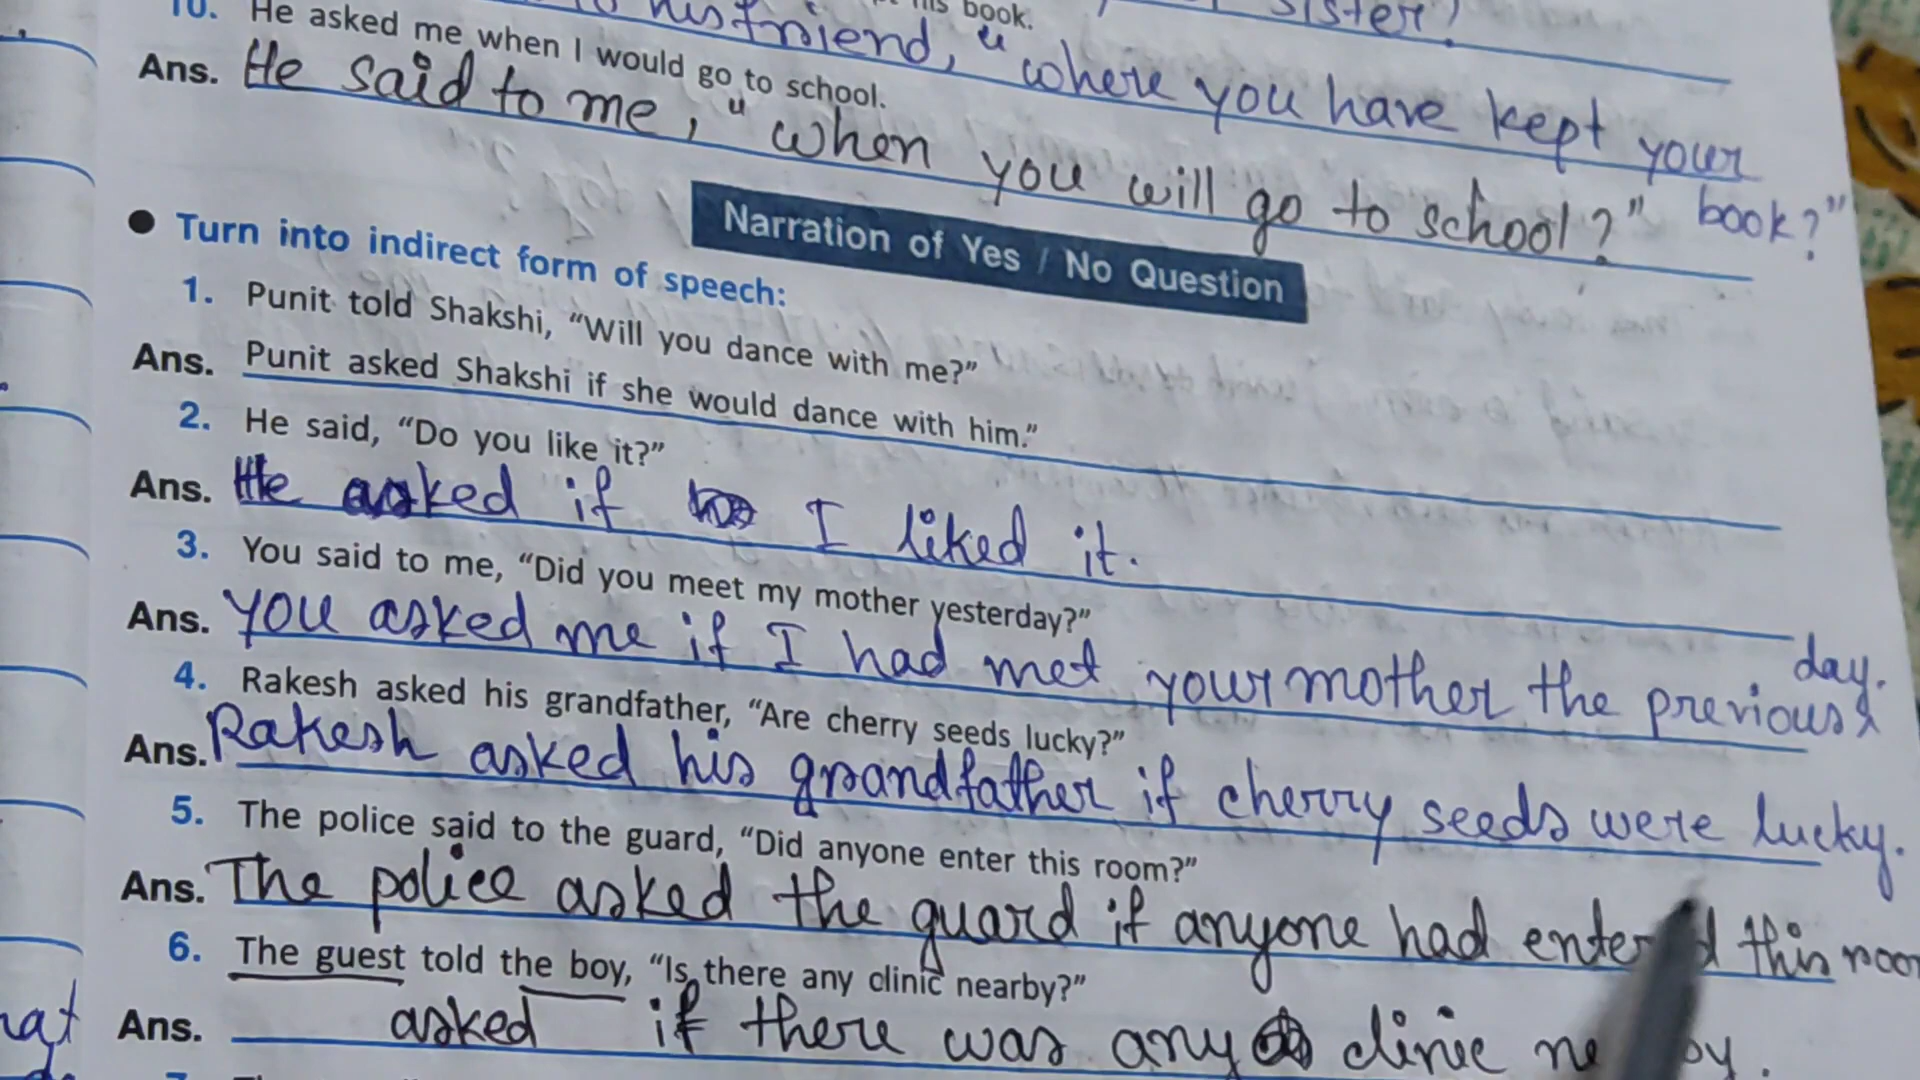 his book.
sister?
10. He asked me when I would go to school.
his friend, "where you have kept your book?"
Ans. He said to me, "when you will go to school?"
Narration of Yes / No Question
● Turn into indirect form of speech:
1. Punit told Shakshi, “Will you dance with me?”
Ans. Punit asked Shakshi if she would dance with him.”
2. He said, “Do you like it?”
Ans. He asked if I liked it.
3. You said to me, “Did you meet my mother yesterday?”
Ans. You asked me if I had met your mother the previous day.
4. Rakesh asked his grandfather, “Are cherry seeds lucky?”
Ans. Rakesh asked his grandfather if cherry seeds were lucky.
5. The police said to the guard, “Did anyone enter this room?”
Ans. The police asked the guard if anyone had entered this room
6. The guest told the boy, “Is there any clinic nearby?”
Ans. asked if there was any clinic nearby.